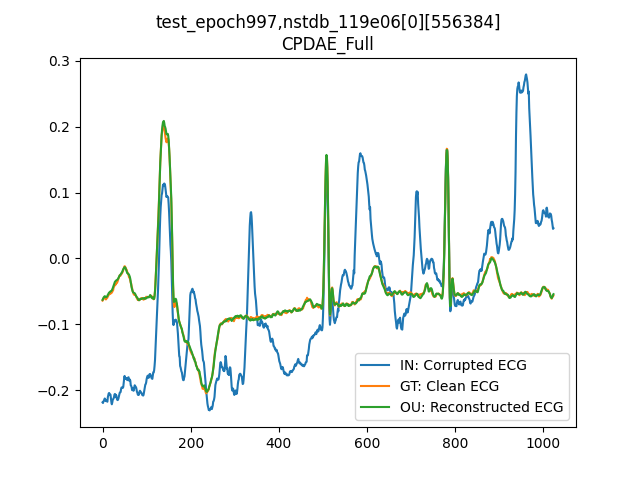 test_epoch997,nstdb_119e06[0][556384]
CPDAE_Full
0.3
0.2
0.1
0.0
−0.1
−0.2
0
200
400
600
800
1000
IN: Corrupted ECG
GT: Clean ECG
OU: Reconstructed ECG